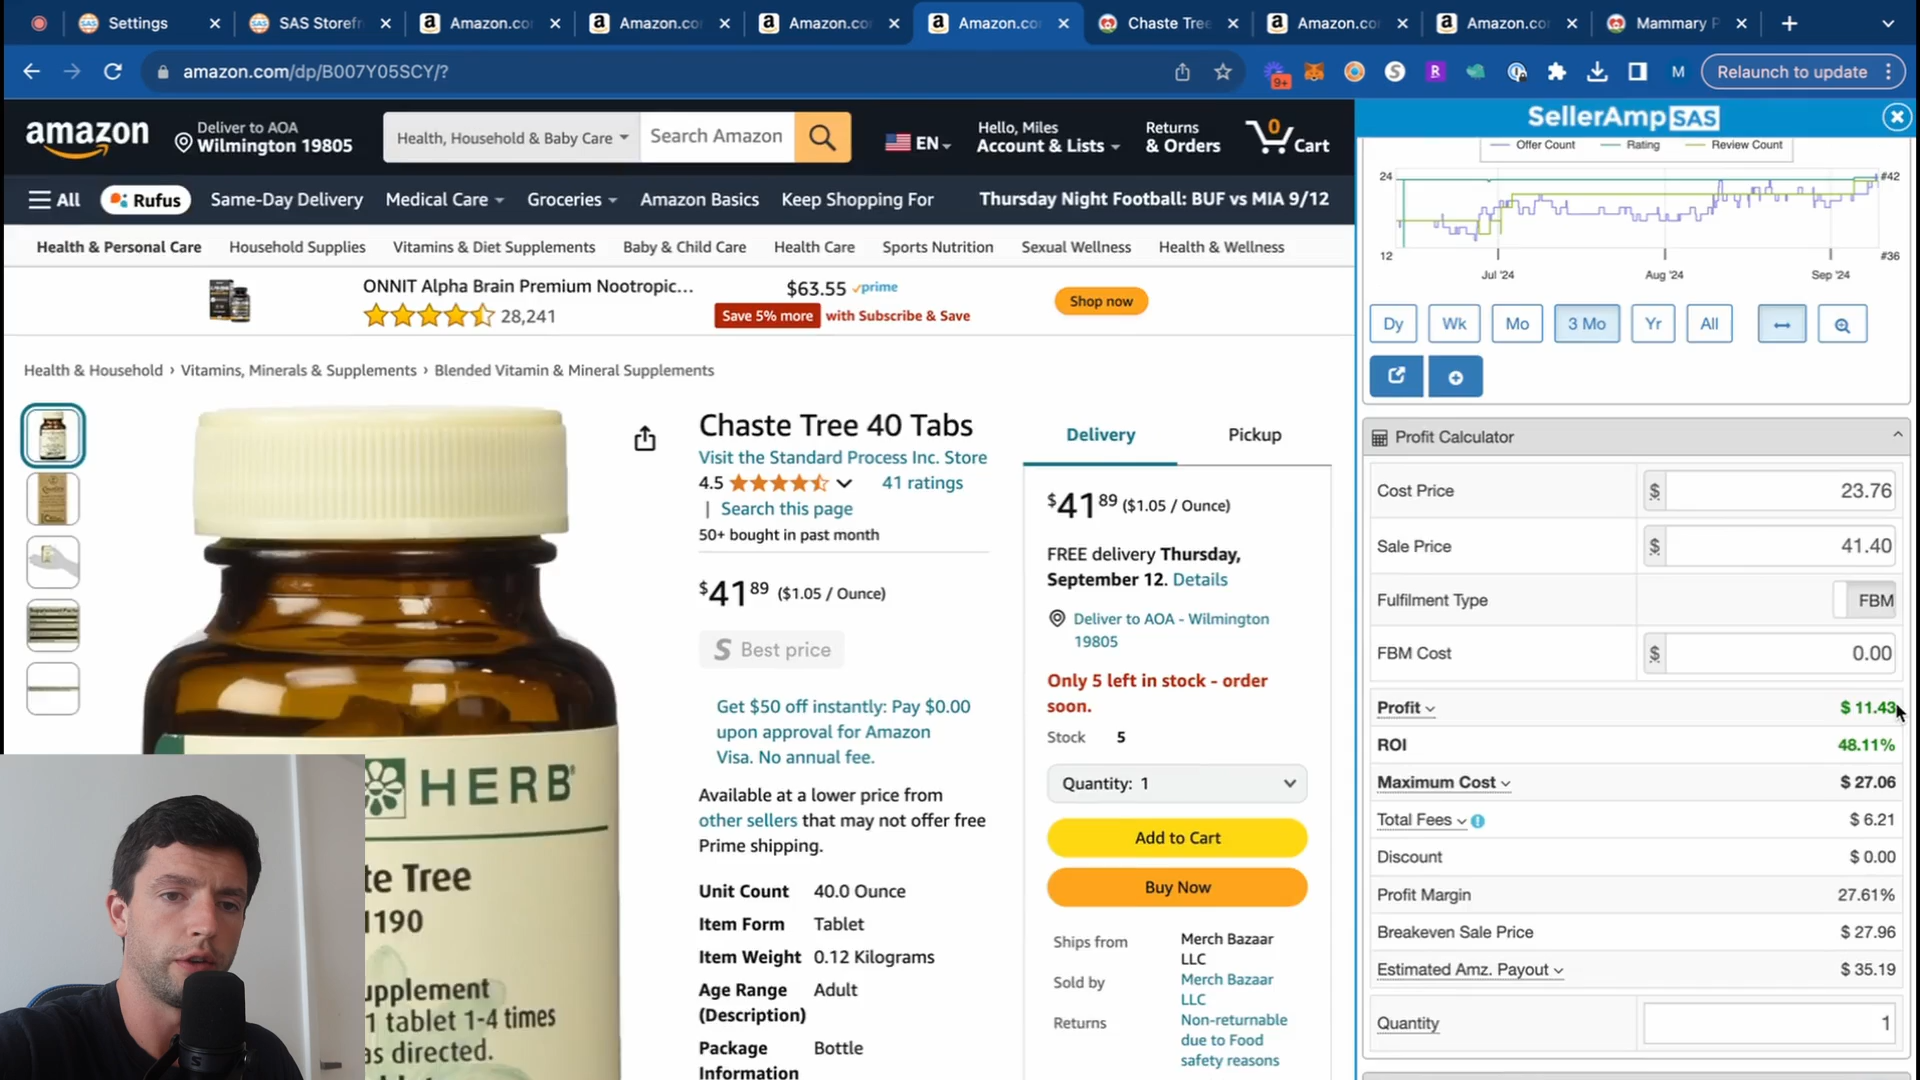 Settings
SAS Storefr
Amazon.co
Amazon.co
Amazon.co
Amazon.co
Chaste Tree
Amazon.co
Amazon.co
Mammary P
amazon.com/dp/B007Y05SCY/?
9+
M
Relaunch to update
amazon
Deliver to AOA
Wilmington 19805
Health, Household & Baby Care
Search Amazon
EN
Hello, Miles
Account & Lists
Returns
& Orders
0
Cart
All
Rufus
Same-Day Delivery
Medical Care
Groceries
Amazon Basics
Keep Shopping For
Thursday Night Football: BUF vs MIA 9/12
Health & Personal Care
Household Supplies
Vitamins & Diet Supplements
Baby & Child Care
Health Care
Sports Nutrition
Sexual Wellness
Health & Wellness
ONNIT Alpha Brain Premium Nootropic...
28,241
$63.55 prime
Save 5% more with Subscribe & Save
Shop now
Health & Household › Vitamins, Minerals & Supplements › Blended Vitamin & Mineral Supplements
HERB
te Tree
1190
upplement
1 tablet 1-4 times
as directed.
Chaste Tree 40 Tabs
Visit the Standard Process Inc. Store
4.5
41 ratings
| Search this page
50+ bought in past month
$41 89 ($1.05 / Ounce)
S Best price
Get $50 off instantly: Pay $0.00
upon approval for Amazon
Visa. No annual fee.
Available at a lower price from
other sellers that may not offer free
Prime shipping.
Unit Count 40.0 Ounce
Item Form Tablet
Item Weight 0.12 Kilograms
Age Range Adult
(Description)
Package Bottle
Information
Delivery
Pickup
$41 89 ($1.05 / Ounce)
FREE delivery Thursday,
September 12. Details
Deliver to AOA - Wilmington
19805
Only 5 left in stock - order
soon.
Stock 5
Quantity: 1
Add to Cart
Buy Now
Ships from Merch Bazaar
LLC
Sold by Merch Bazaar
LLC
Returns Non-returnable
due to Food
safety reasons
SellerAmp SAS
Offer Count
Rating
Review Count
24
#42
12
#36
Jul '24
Aug '24
Sep '24
Dy
Wk
Mo
3 Mo
Yr
All
Profit Calculator
Cost Price $ 23.76
Sale Price $ 41.40
Fulfilment Type FBM
FBM Cost $ 0.00
Profit $ 11.43
ROI 48.11%
Maximum Cost $ 27.06
Total Fees $ 6.21
Discount $ 0.00
Profit Margin 27.61%
Breakeven Sale Price $ 27.96
Estimated Amz. Payout $ 35.19
Quantity 1